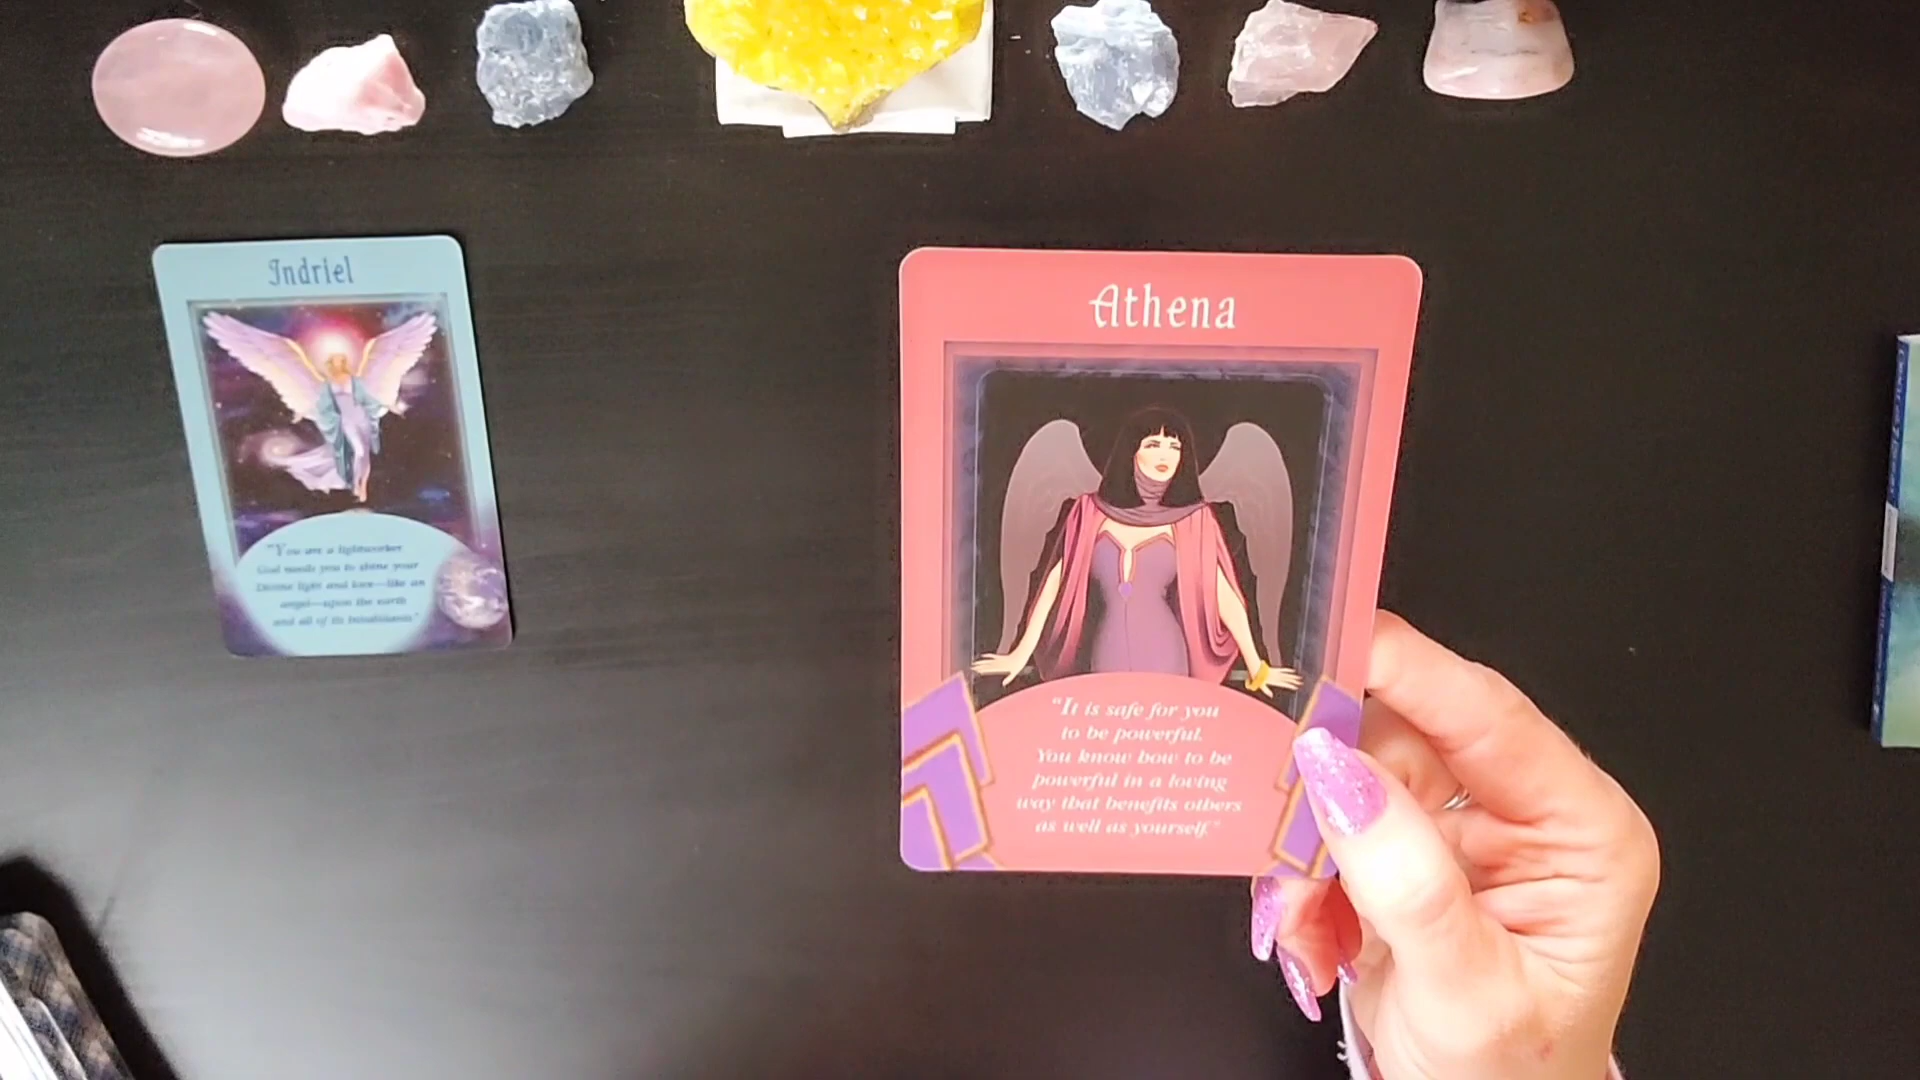 Indriel
"You are a lightworker
God needs you to shine your
Divine light and love—like an
angel—upon the earth
and all of its inhabitants."
Athena
"It is safe for you
to be powerful.
You know how to be
powerful in a loving
way that benefits others
as well as yourself."